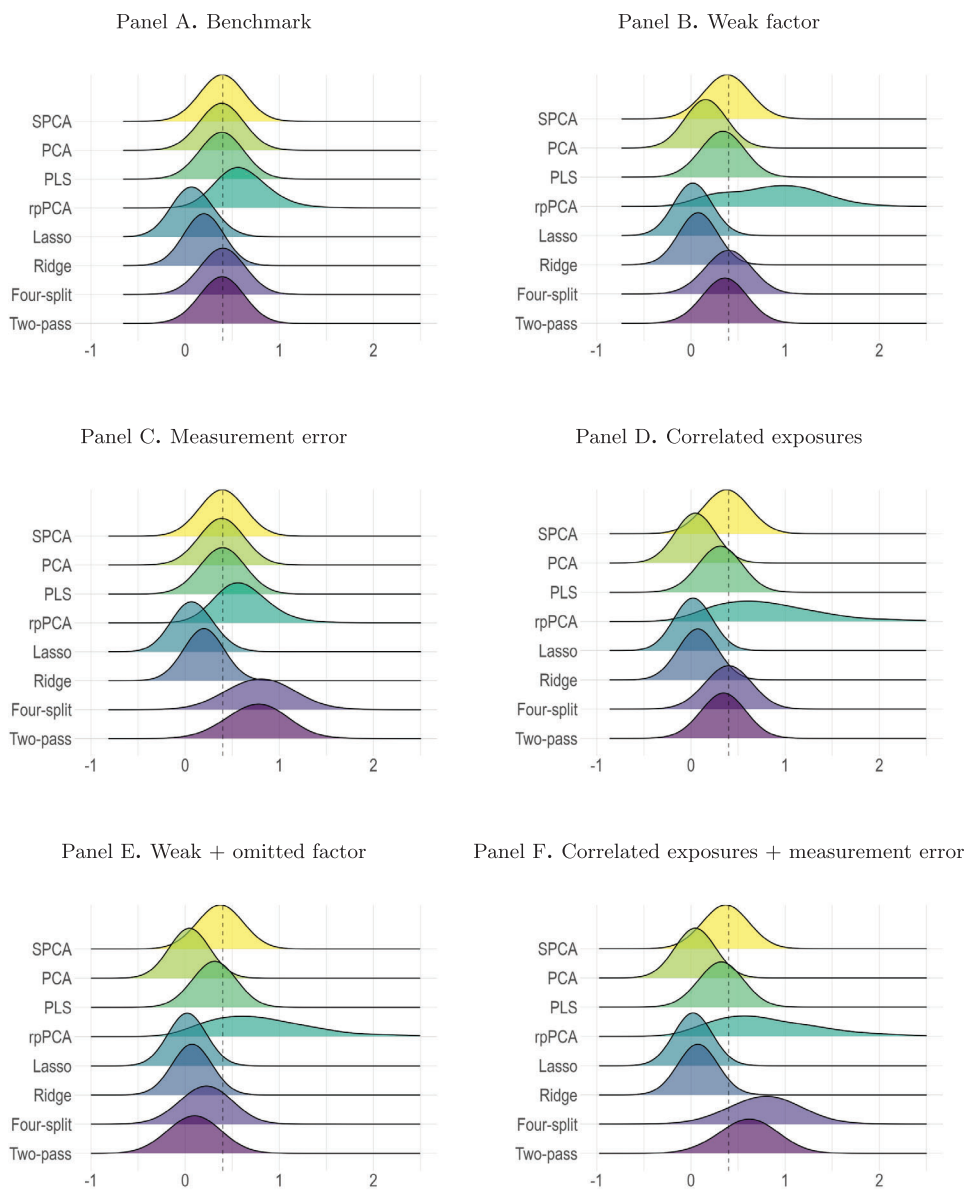 Panel A. Benchmark
SPCA
PCA
PLS
rpPCA
Lasso
Ridge
Four-split
Two-pass
-1 0 1 2
Panel B. Weak factor
SPCA
PCA
PLS
rpPCA
Lasso
Ridge
Four-split
Two-pass
-1 0 1 2
Panel C. Measurement error
SPCA
PCA
PLS
rpPCA
Lasso
Ridge
Four-split
Two-pass
-1 0 1 2
Panel D. Correlated exposures
SPCA
PCA
PLS
rpPCA
Lasso
Ridge
Four-split
Two-pass
-1 0 1 2
Panel E. Weak + omitted factor
SPCA
PCA
PLS
rpPCA
Lasso
Ridge
Four-split
Two-pass
-1 0 1 2
Panel F. Correlated exposures + measurement error
SPCA
PCA
PLS
rpPCA
Lasso
Ridge
Four-split
Two-pass
-1 0 1 2